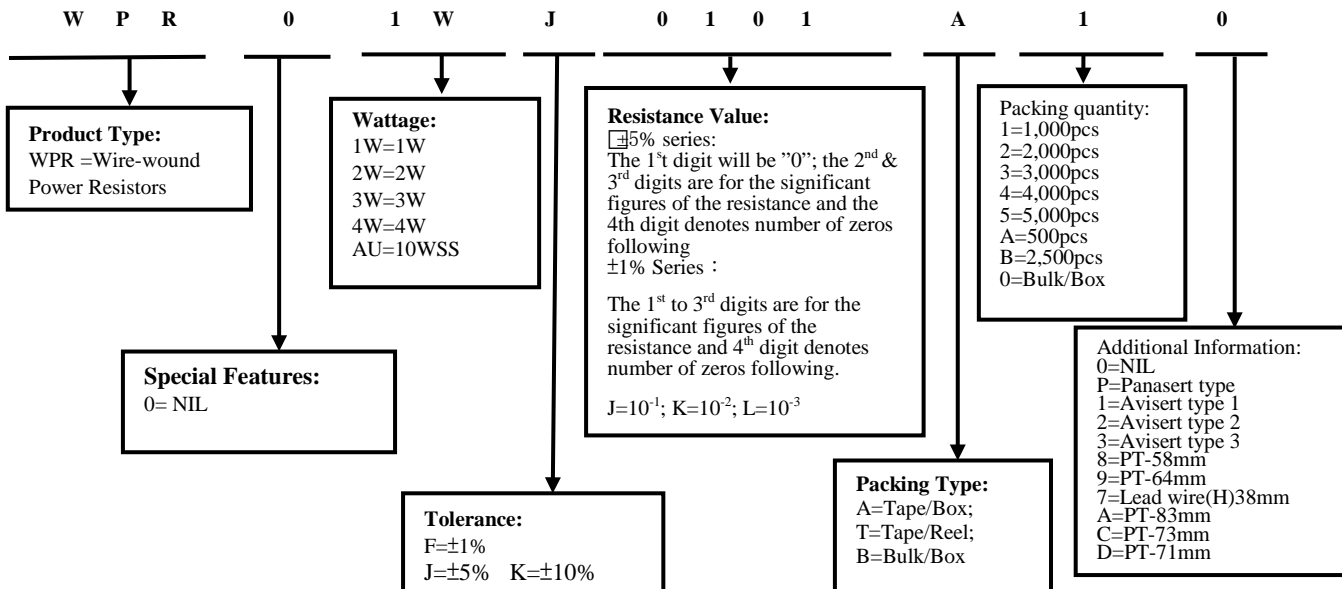 W P R 0 1 W J 0 1 0 1 A 1 0
Product Type:
WPR =Wire-wound
Power Resistors
Wattage:
1W=1W
2W=2W
3W=3W
4W=4W
AU=10WSS
Resistance Value:
±5% series:
The 1st digit will be ”0”; the 2nd &
3rd digits are for the significant
figures of the resistance and the
4th digit denotes number of zeros
following
±1% Series：
The 1st to 3rd digits are for the
significant figures of the
resistance and 4th digit denotes
number of zeros following.
J=10-1; K=10-2; L=10-3
Packing quantity:
1=1,000pcs
2=2,000pcs
3=3,000pcs
4=4,000pcs
5=5,000pcs
A=500pcs
B=2,500pcs
0=Bulk/Box
Special Features:
0= NIL
Additional Information:
0=NIL
P=Panasert type
1=Avisert type 1
2=Avisert type 2
3=Avisert type 3
8=PT-58mm
9=PT-64mm
7=Lead wire(H)38mm
A=PT-83mm
C=PT-73mm
D=PT-71mm
Tolerance:
F=±1%
J=±5% K=±10%
Packing Type:
A=Tape/Box;
T=Tape/Reel;
B=Bulk/Box